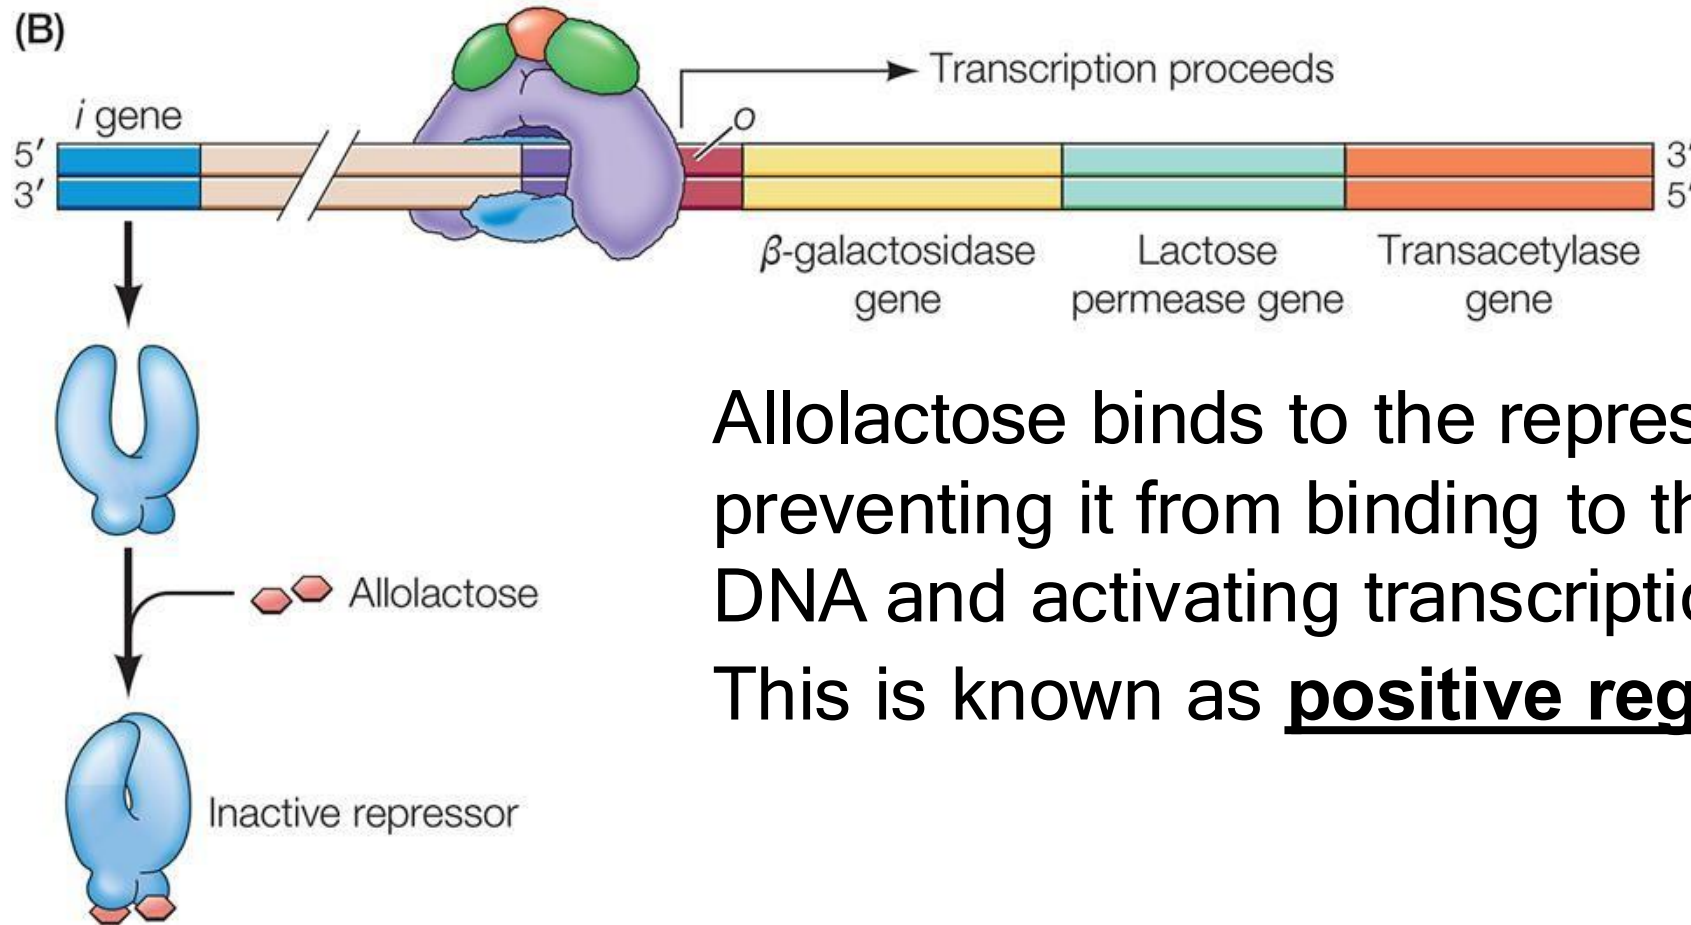 (B)
Transcription proceeds
i gene
o
5′ 3′
3′ 5′
β-galactosidase
gene
Lactose
permease gene
Transacetylase
gene
Allolactose binds to the repres
preventing it from binding to th
DNA and activating transcriptio
This is known as positive reg
Allolactose
Inactive repressor